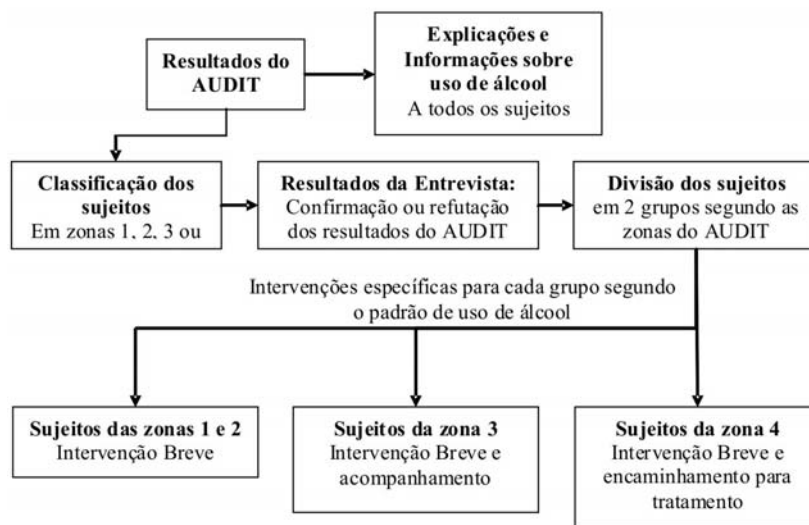 Resultados do
AUDIT
Explicações e
Informações sobre
uso de álcool
A todos os sujeitos
Classificação dos
sujeitos
Em zonas 1, 2, 3 ou
Resultados da Entrevista:
Confirmação ou refutação
dos resultados do AUDIT
Divisão dos sujeitos
em 2 grupos segundo as
zonas do AUDIT
Intervenções específicas para cada grupo segundo
o padrão de uso de álcool
Sujeitos das zonas 1 e 2
Intervenção Breve
Sujeitos da zona 3
Intervenção Breve e
acompanhamento
Sujeitos da zona 4
Intervenção Breve e
encaminhamento para
tratamento